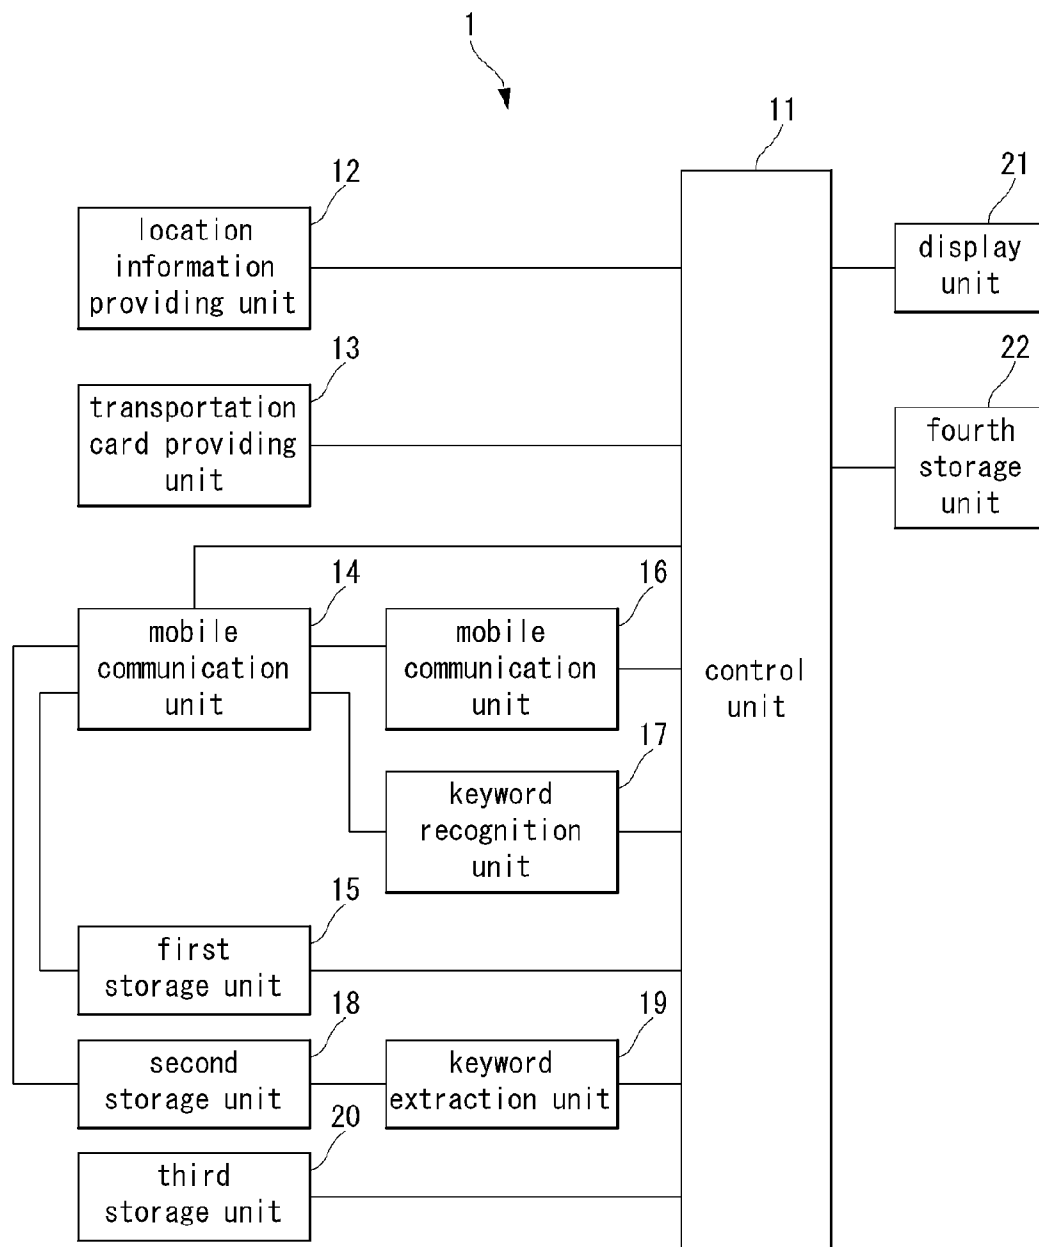 1
11
12
location
information
providing unit
21
display
unit
13
transportation
card providing
unit
22
fourth
storage
unit
14
mobile
communication
unit
16
mobile
communication
unit
control
unit
17
keyword
recognition
unit
15
first
storage unit
18
second
storage unit
19
keyword
extraction unit
20
third
storage unit